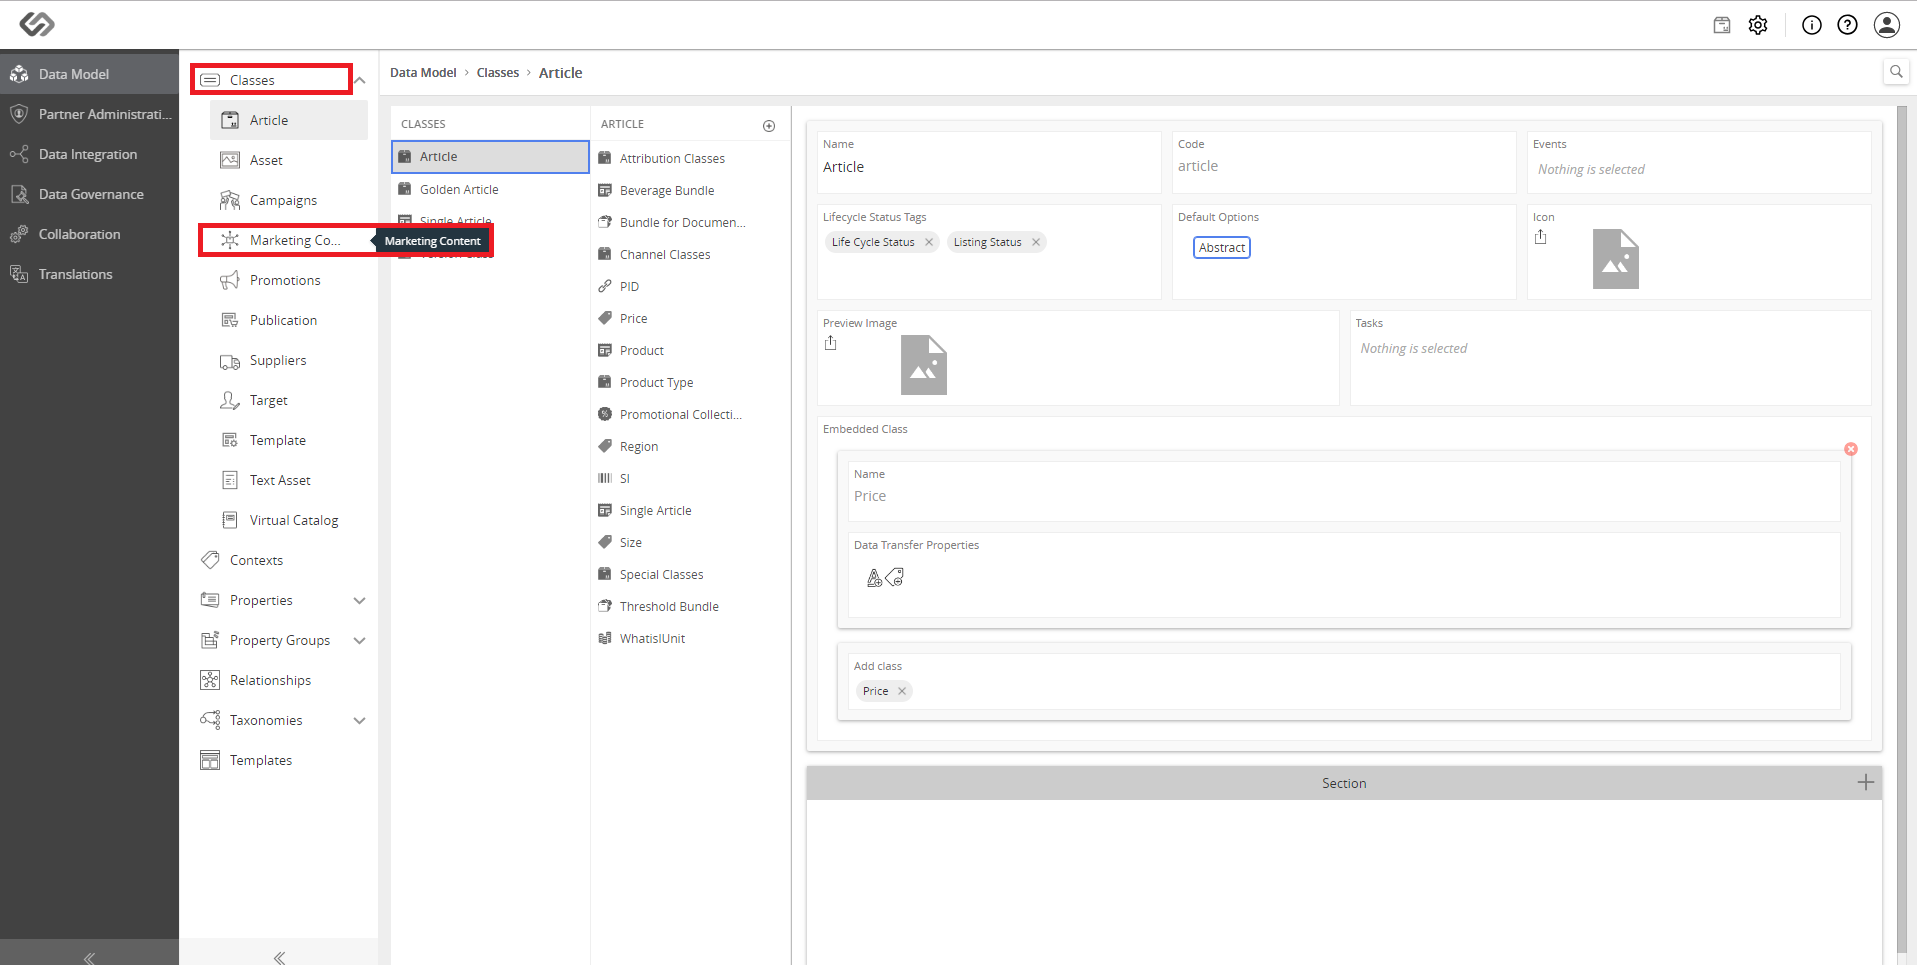 Data Model
Partner Administrati...
Data Integration
Data Governance
Collaboration
Translations
Classes
Article
Asset
Campaigns
Marketing Co...
Marketing Content
Promotions
Publication
Suppliers
Target
Template
Text Asset
Virtual Catalog
Contexts
Properties
Property Groups
Relationships
Taxonomies
Templates
Data Model › Classes › Article
CLASSES
Article
Golden Article
Single Article
ARTICLE
Attribution Classes
Beverage Bundle
Bundle for Documen...
Channel Classes
PID
Price
Product
Product Type
Promotional Collecti...
Region
SI
Single Article
Size
Special Classes
Threshold Bundle
WhatisIUnit
Name
Article
Code
article
Events
Nothing is selected
Lifecycle Status Tags
Life Cycle Status × Listing Status ×
Default Options
Abstract
Icon
Preview Image
Tasks
Nothing is selected
Embedded Class
Name
Price
Data Transfer Properties
Add class
Price ×
Section